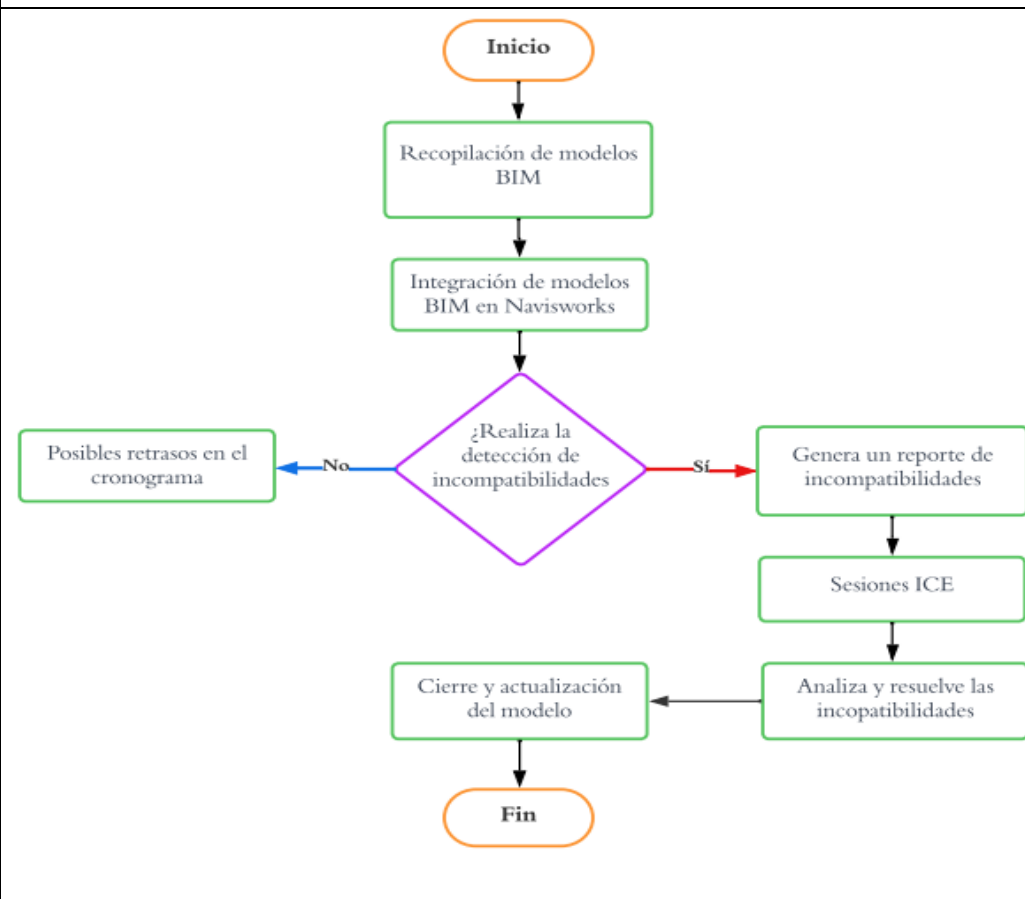 Inicio
Recopilación de modelos
BIM
Integración de modelos
BIM en Navisworks
¿Realiza la
detección de
incompatibilidades
No
Posibles retrasos en el
cronograma
Sí
Genera un reporte de
incompatibilidades
Sesiones ICE
Analiza y resuelve las
incopatibilidades
Cierre y actualización
del modelo
Fin